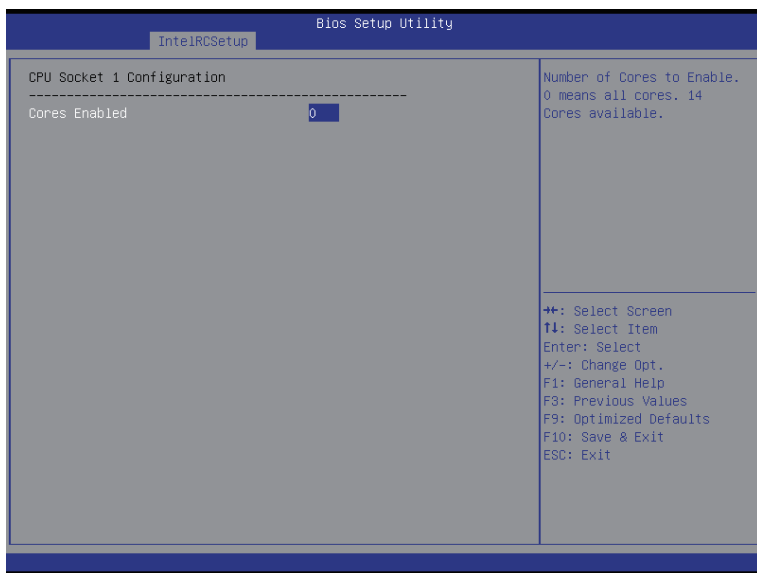 Bios Setup Utility
IntelRCSetup
CPU Socket 1 Configuration
--------------------------------------------------
Cores Enabled 0
Number of Cores to Enable.
0 means all cores. 14
Cores available.
→←: Select Screen
↑↓: Select Item
Enter: Select
+/-: Change Opt.
F1: General Help
F3: Previous Values
F9: Optimized Defaults
F10: Save & Exit
ESC: Exit